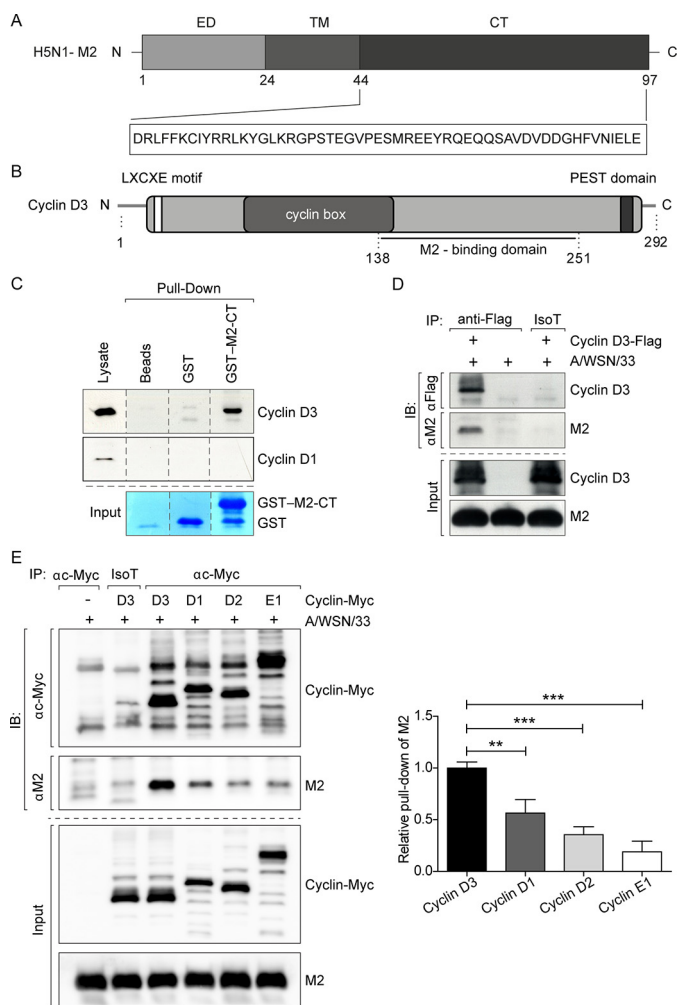 A
ED TM CT
H5N1- M2 N C
1 24 44 97
DRLFFKCIYRRLKYGLKRGPSTEGVPESMREEYRQEQQSAVDVDDGHFVNIELE
B
LXCXE motif PEST domain
Cyclin D3 N cyclin box C
1 138 M2 - binding domain 251 292
C
Pull-Down
Lysate Beads GST GST–M2-CT
Cyclin D3
Cyclin D1
Input GST–M2-CT
GST
D
IP: anti-Flag IsoT
+ + Cyclin D3-Flag
+ + + A/WSN/33
IB: αFlag Cyclin D3
αM2 M2
Input Cyclin D3
M2
E
IP: αc-Myc IsoT αc-Myc
- D3 D3 D1 D2 E1 Cyclin-Myc
+ + + + + + A/WSN/33
IB: αc-Myc Cyclin-Myc
αM2 M2
Input Cyclin-Myc
M2
Relative pull-down of M2
1.5
1.0
0.5
0.0
***
***
**
Cyclin D3 Cyclin D1 Cyclin D2 Cyclin E1